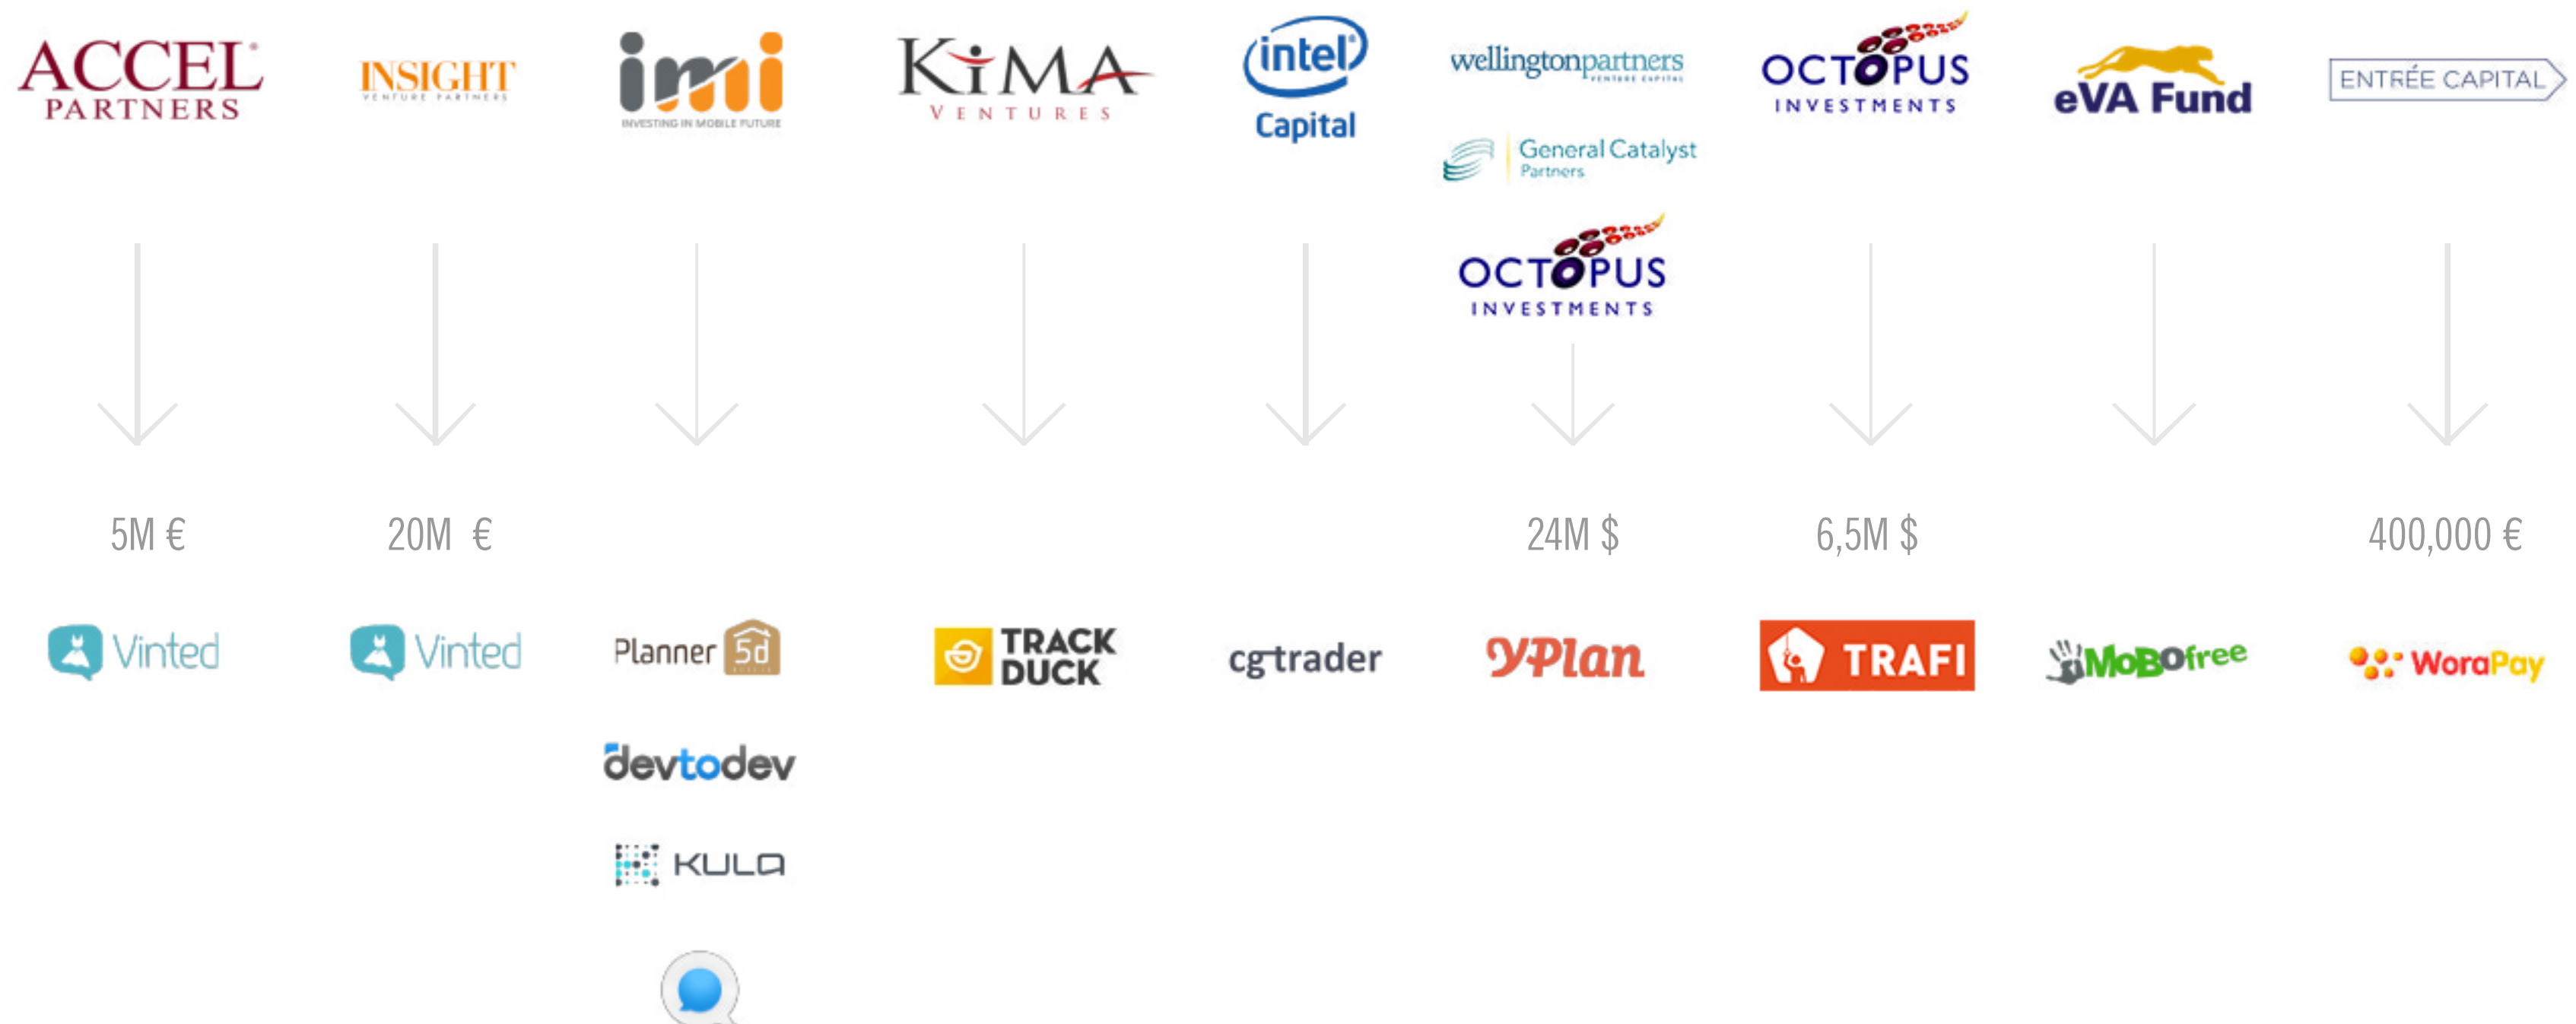 ACCEL
PARTNERS
INSIGHT
VENTURE PARTNERS
imi
INVESTING IN MOBILE FUTURE
KiMA
VENTURES
intel
Capital
wellingtonpartners
VENTURE CAPITAL
General Catalyst
Partners
OCTOPUS
INVESTMENTS
OCTOPUS
INVESTMENTS
eVA Fund
ENTRÉE CAPITAL
5M €
20M €
24M $
6,5M $
400,000 €
Vinted
Vinted
Planner 5d
devtodev
KULA
TRACK
DUCK
cgtrader
YPlan
TRAFI
MoBOfree
WoraPay